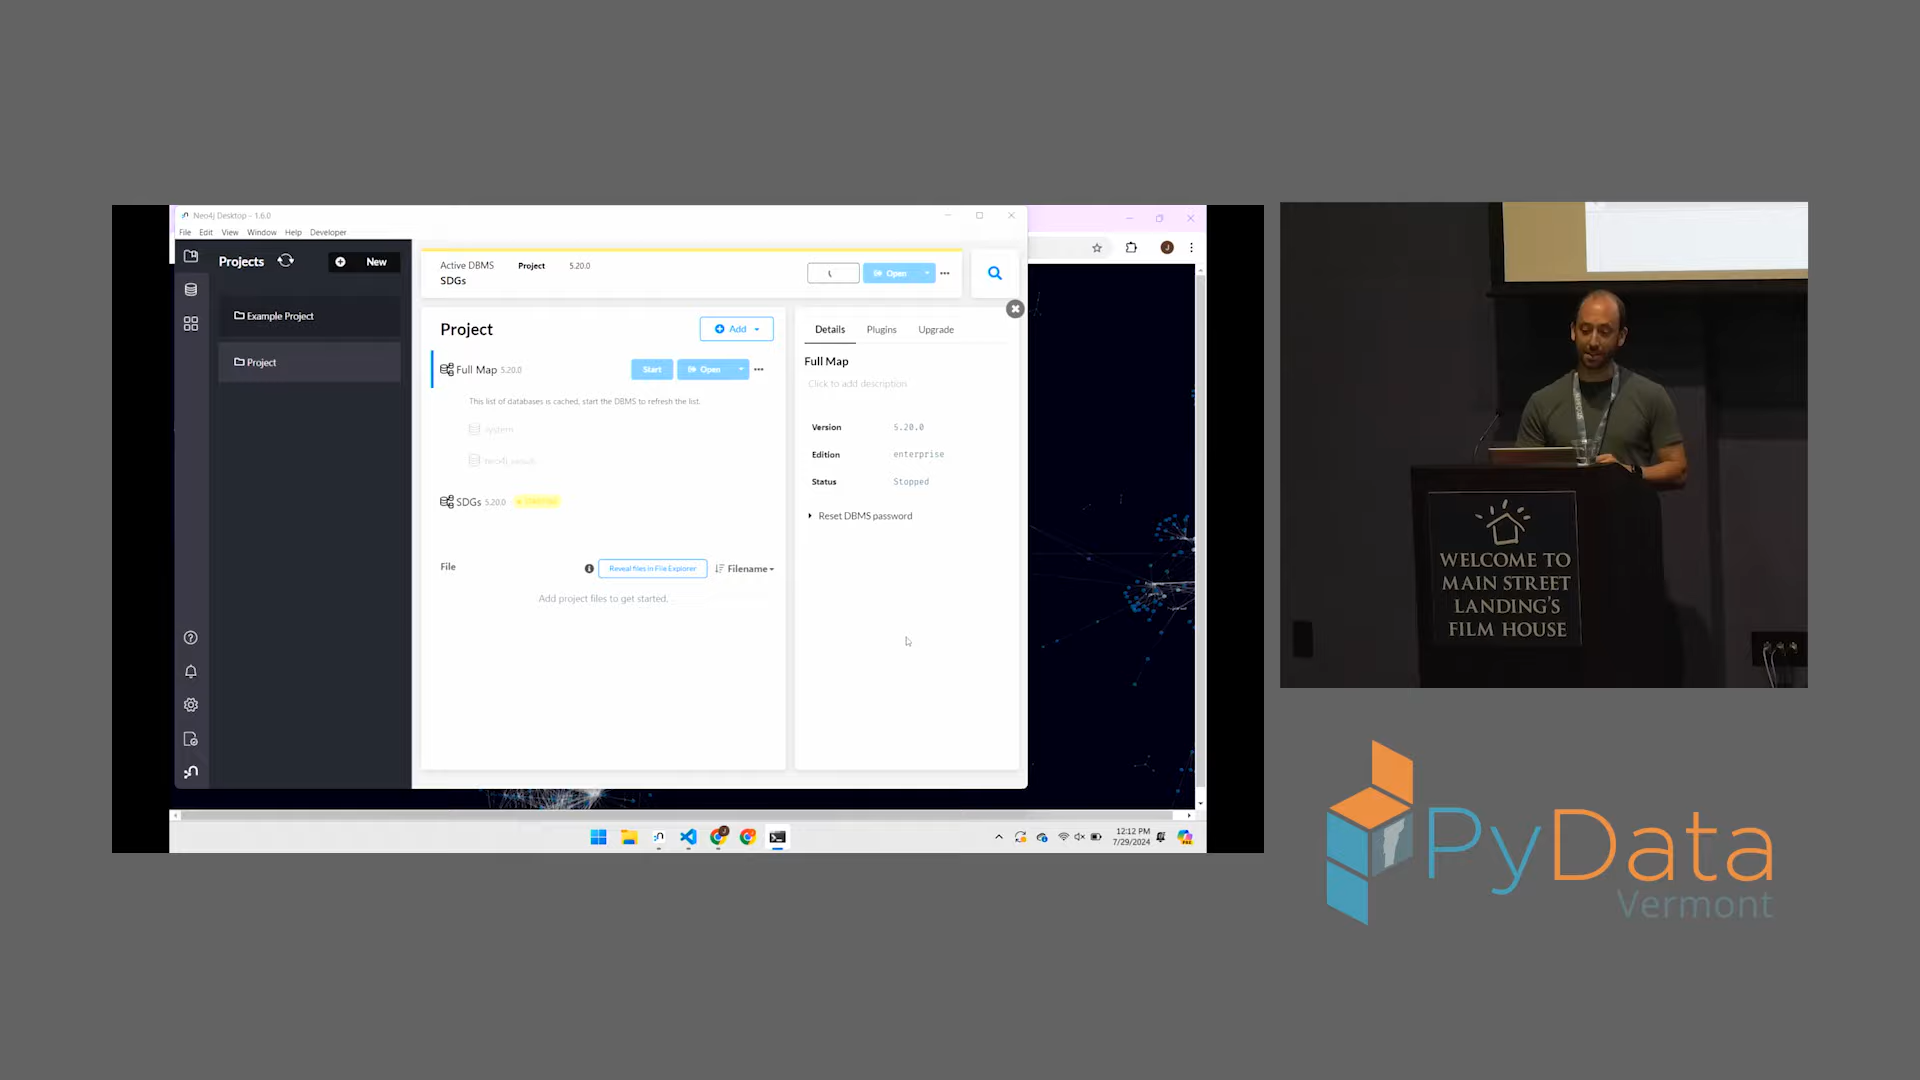 Neo4j Desktop - 1.6.0
File Edit View Window Help Developer
Projects
New
Example Project
Project
Active DBMS
SDGs
Project
5.20.0
Open
Project
Add
Full Map 5.20.0
Start
Open
This list of databases is cached, start the DBMS to refresh the list.
system
SDGs 5.20.0
File
Reveal files in File Explorer
Filename
Add project files to get started.
Details Plugins Upgrade
Full Map
Click to add description
Version 5.20.0
Edition enterprise
Status Stopped
Reset DBMS password
J
12:12 PM
7/29/2024
WELCOME TO
MAIN STREET
LANDING'S
FILM HOUSE
PyData
Vermont